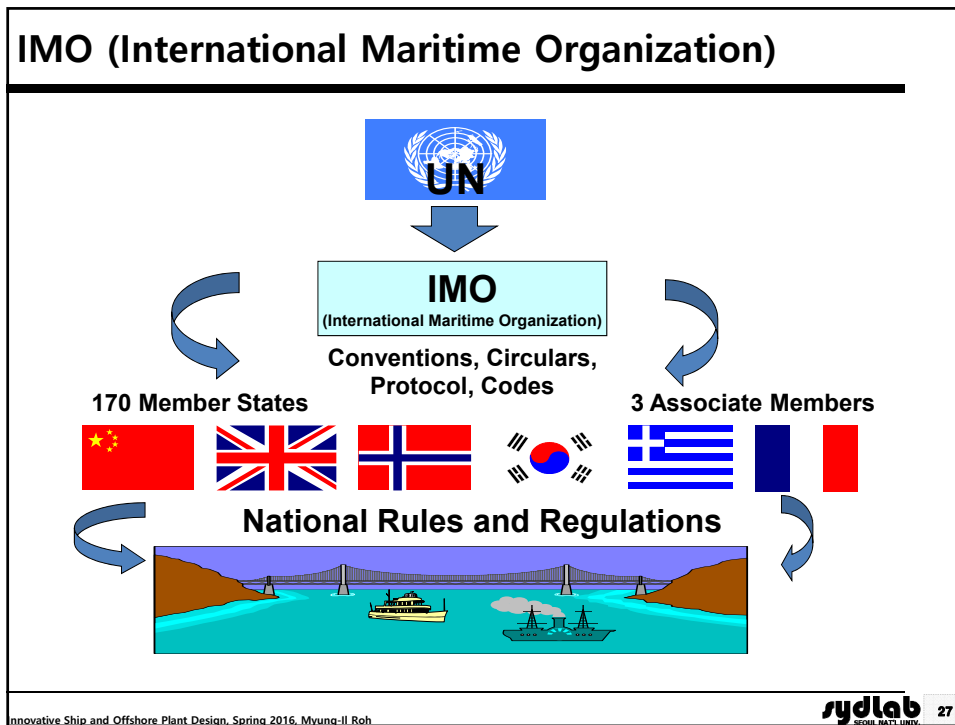 IMO (International Maritime Organization)
UN
IMO
(International Maritime Organization)
Conventions, Circulars,
Protocol, Codes
170 Member States
3 Associate Members
National Rules and Regulations
nnovative Ship and Offshore Plant Design, Spring 2016, Myung-Il Roh
sydlab
SEOUL NAT'L UNIV.
27